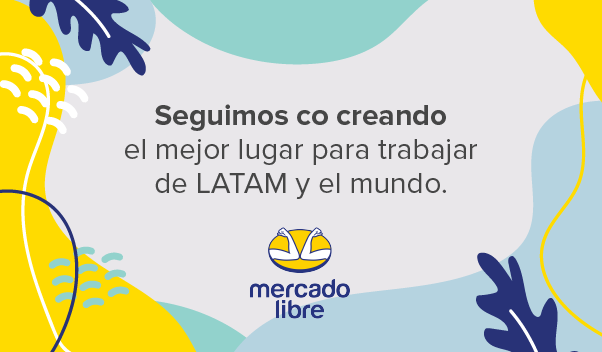 Seguimos co creando
el mejor lugar para trabajar
de LATAM y el mundo.
mercado
libre